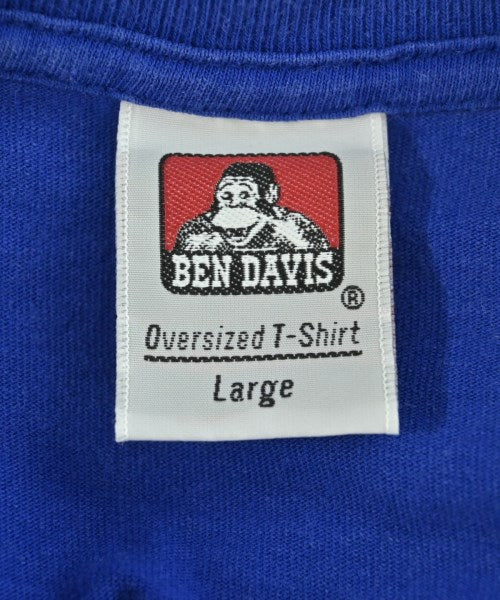 BEN DAVIS
®
Oversized T-Shirt
Large